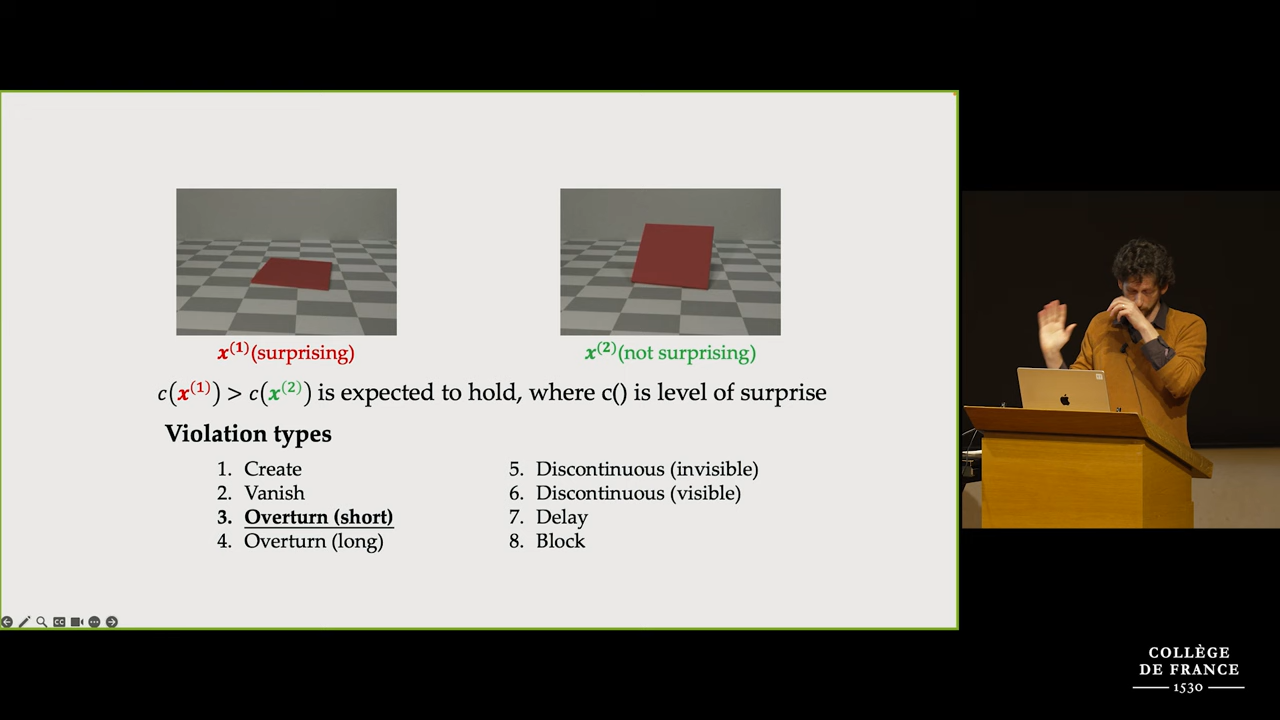 x(1)(surprising)
x(2)(not surprising)
c(x(1)) > c(x(2)) is expected to hold, where c() is level of surprise
Violation types
1. Create
2. Vanish
3. Overturn (short)
4. Overturn (long)
5. Discontinuous (invisible)
6. Discontinuous (visible)
7. Delay
8. Block
COLLÈGE
DE FRANCE
1530